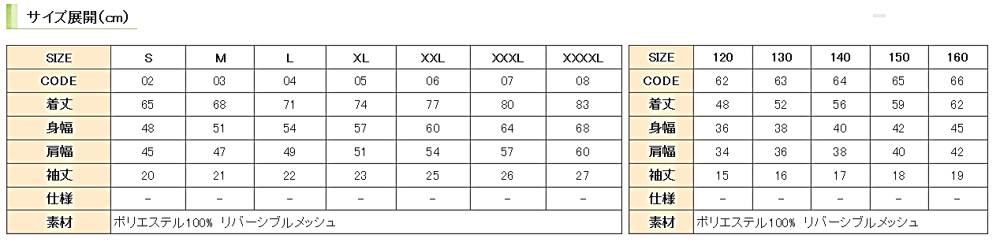 サイズ展開(cm)
SIZE S M L XL XXL XXXL XXXXL
CODE 02 03 04 05 06 07 08
着丈 65 68 71 74 77 80 83
身幅 48 51 54 57 60 64 68
肩幅 45 47 49 51 54 57 60
袖丈 20 21 22 23 25 26 27
仕様 - - - - - - -
素材 ポリエステル100% リバーシブルメッシュ
SIZE 120 130 140 150 160
CODE 62 63 64 65 66
着丈 48 52 56 59 62
身幅 36 38 40 42 45
肩幅 34 36 38 40 42
袖丈 15 16 17 18 19
仕様 - - - - -
素材 ポリエステル100% リバーシブルメッシュ